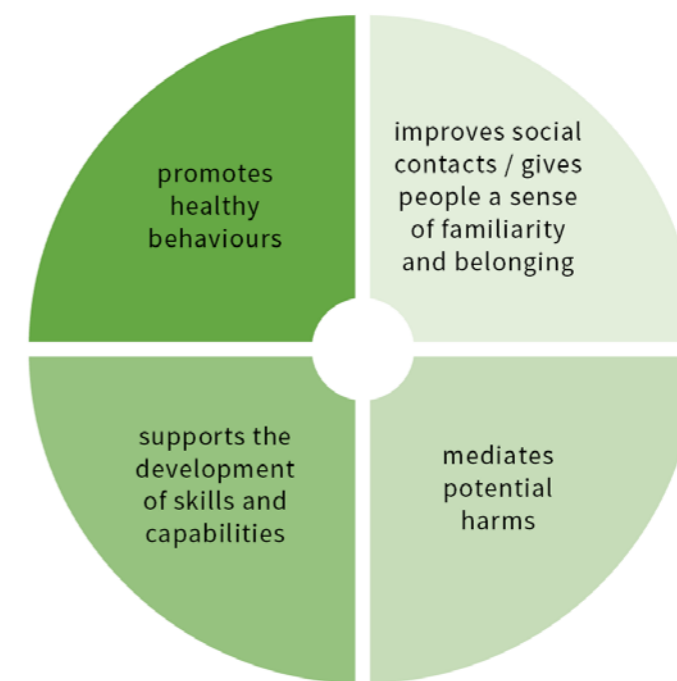 promotes
healthy
behaviours
improves social
contacts / gives
people a sense
of familiarity
and belonging
supports the
development
of skills and
capabilities
mediates
potential
harms